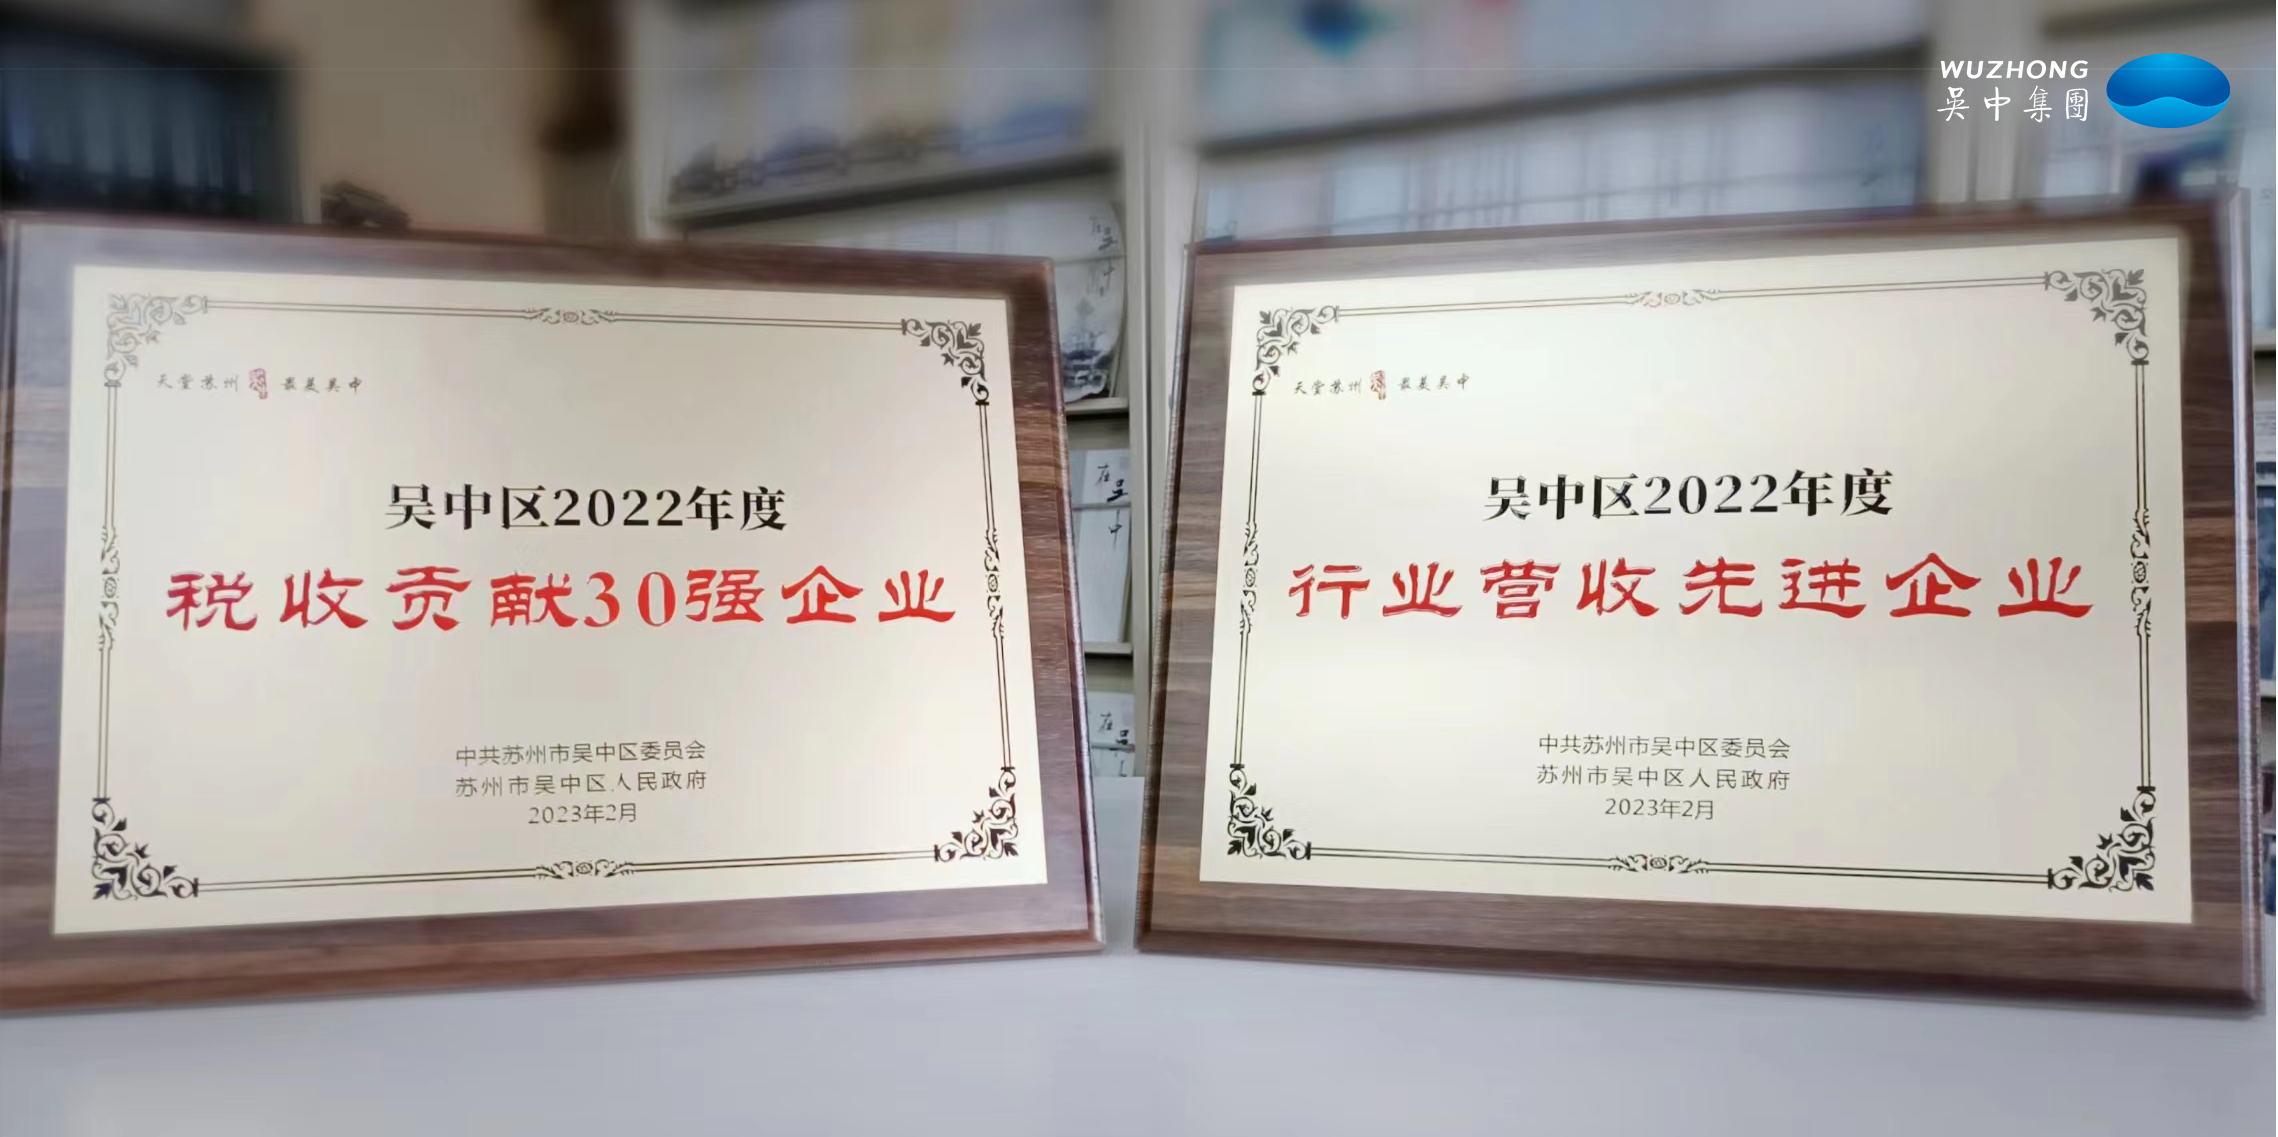 WUZHONG
吳中集團
天堂苏州 最美吴中
吴中区2022年度
税收贡献30强企业
中共苏州市吴中区委员会
苏州市吴中区人民政府
2023年2月
天堂苏州 最美吴中
吴中区2022年度
行业营收先进企业
中共苏州市吴中区委员会
苏州市吴中区人民政府
2023年2月